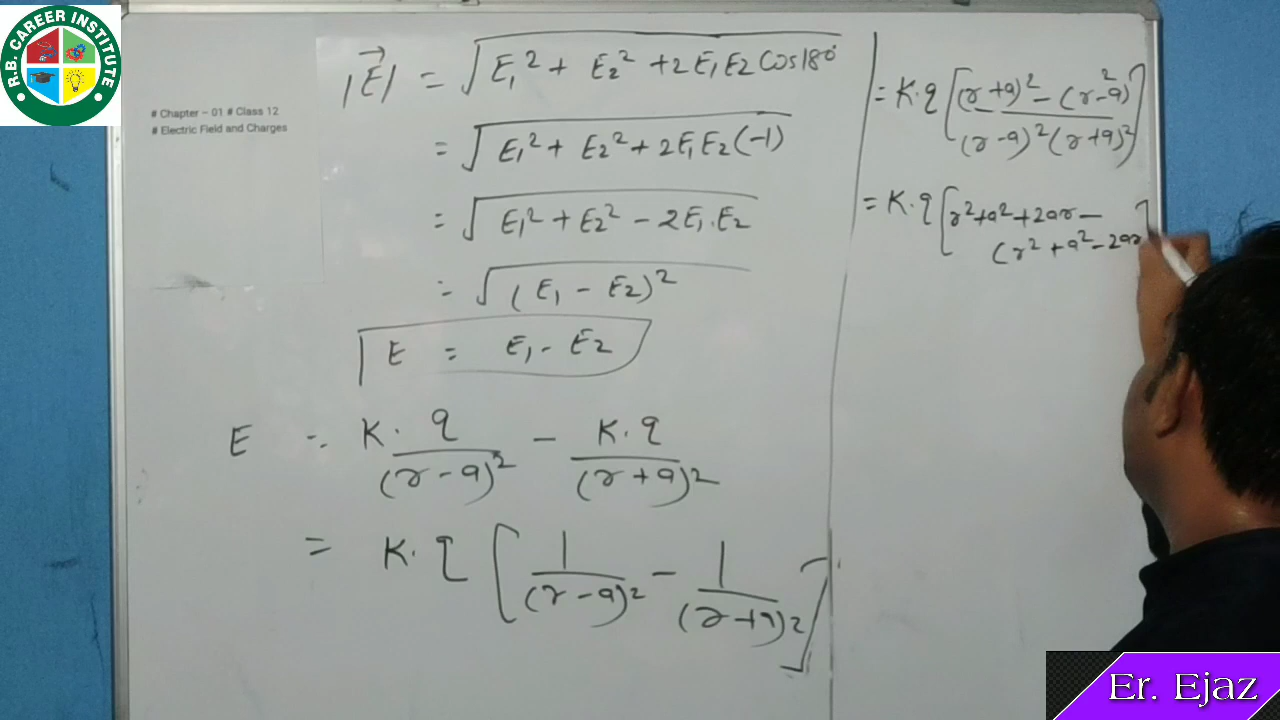 R.B. CAREER INSTITUTE
# Chapter – 01 # Class 12
# Electric Field and Charges
|E⃗| = √(E₁² + E₂² + 2E₁E₂ Cos180°)
= √(E₁² + E₂² + 2E₁E₂(-1))
= √(E₁² + E₂² - 2E₁.E₂)
= √((E₁ - E₂)²)
E = E₁ - E₂
E = K.q/(r-a)² - K.q/(r+a)²
= K.q [1/(r-a)² - 1/(r+a)²]
= K.q [(r+a)² - (r-a)²/(r-a)²(r+a)²]
= K.q [r²+a²+2ar -
(r²+a²-2ar]
Er. Ejaz